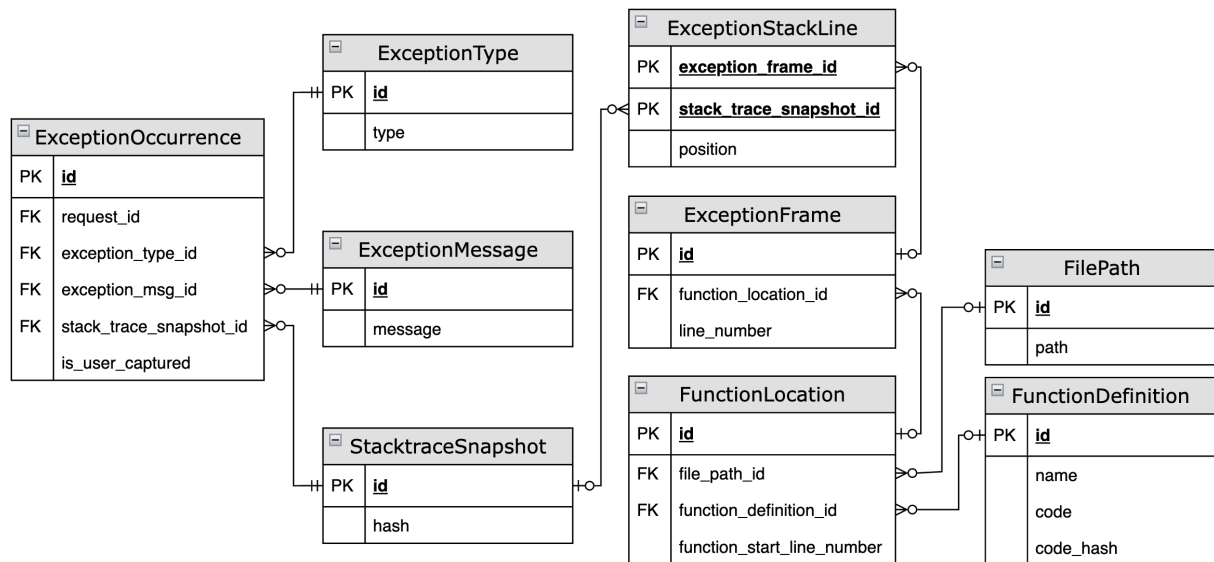 ExceptionOccurrence
PK id
FK request_id
FK exception_type_id
FK exception_msg_id
FK stack_trace_snapshot_id
is_user_captured
ExceptionType
PK id
type
ExceptionMessage
PK id
message
StacktraceSnapshot
PK id
hash
ExceptionStackLine
PK exception_frame_id
PK stack_trace_snapshot_id
position
ExceptionFrame
PK id
FK function_location_id
line_number
FunctionLocation
PK id
FK file_path_id
FK function_definition_id
function_start_line_number
FilePath
PK id
path
FunctionDefinition
PK id
name
code
code_hash